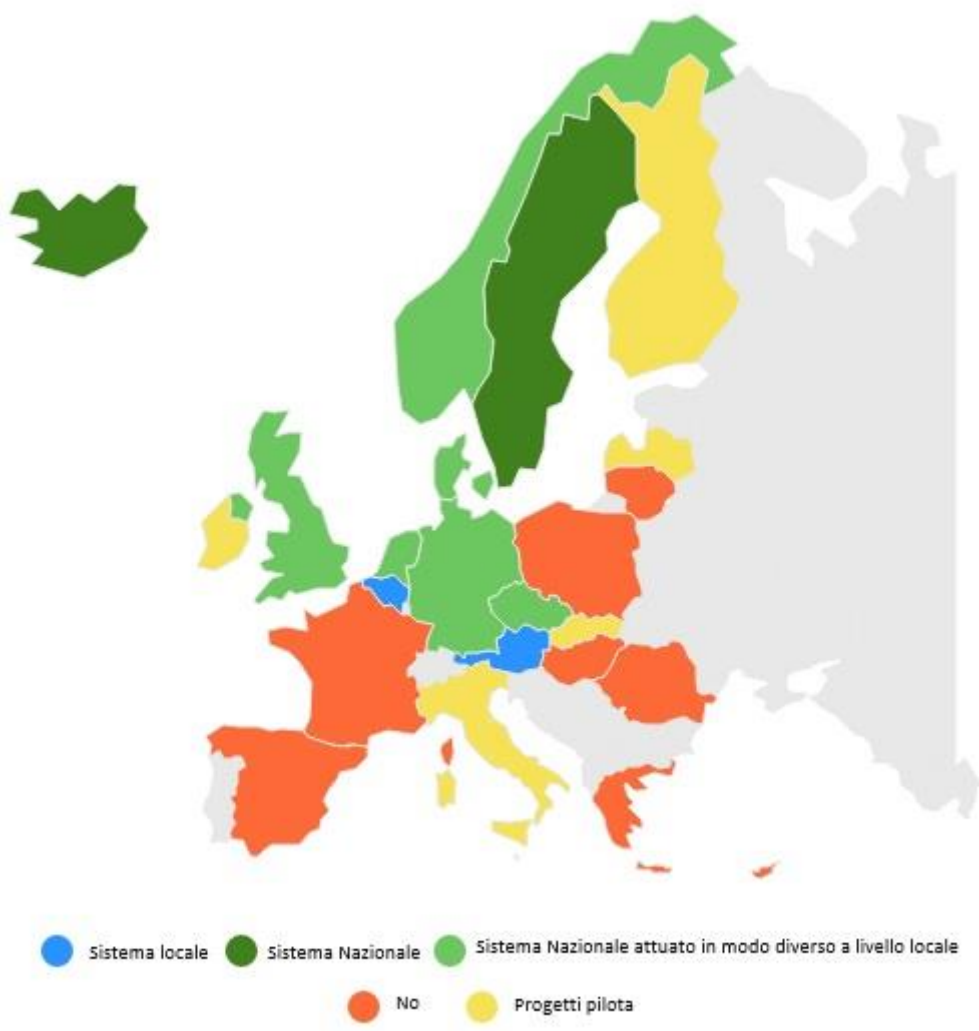 Sistema locale
Sistema Nazionale
Sistema Nazionale attuato in modo diverso a livello locale
No
Progetti pilota